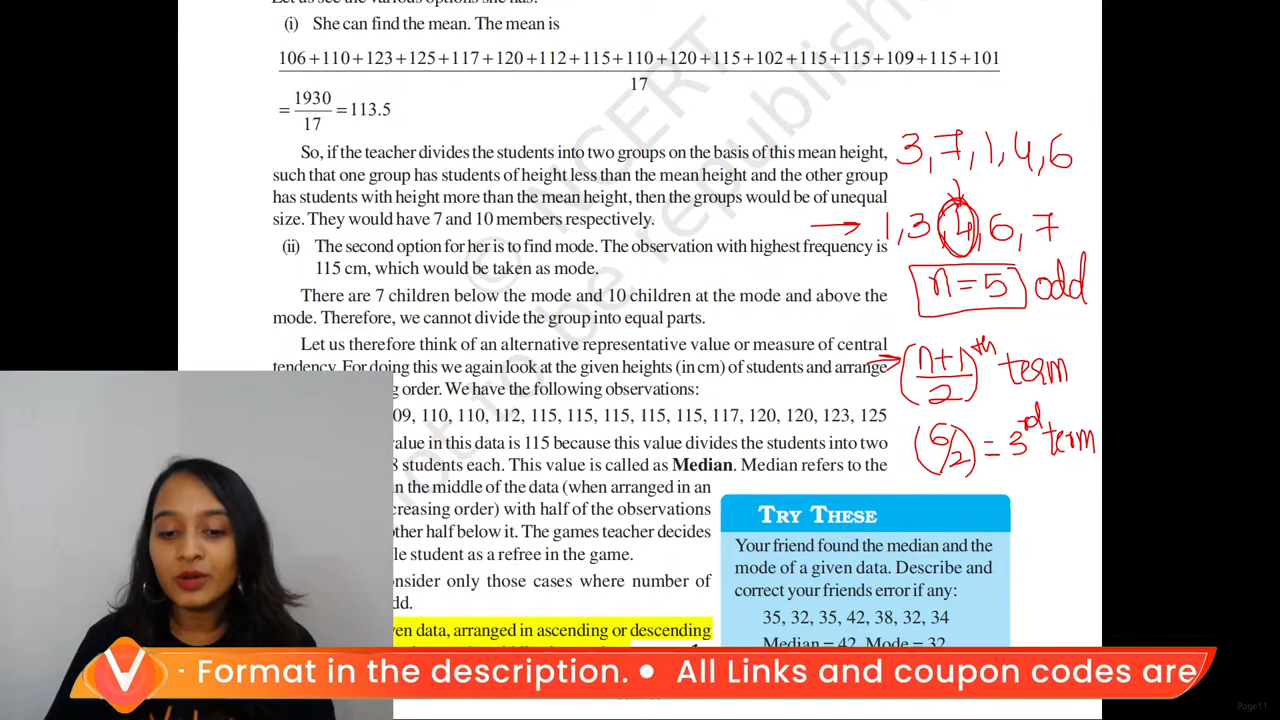 (i) She can find the mean. The mean is
106+110+123+125+117+120+112+115+110+120+115+102+115+115+109+115+101
17
= 1930/17 = 113.5
So, if the teacher divides the students into two groups on the basis of this mean height,
such that one group has students of height less than the mean height and the other group
has students with height more than the mean height, then the groups would be of unequal
size. They would have 7 and 10 members respectively.
(ii) The second option for her is to find mode. The observation with highest frequency is
115 cm, which would be taken as mode.
There are 7 children below the mode and 10 children at the mode and above the
mode. Therefore, we cannot divide the group into equal parts.
Let us therefore think of an alternative representative value or measure of central
tendency. For doing this we again look at the given heights (in cm) of students and arrange
order. We have the following observations:
09, 110, 110, 112, 115, 115, 115, 115, 115, 117, 120, 120, 123, 125
value in this data is 115 because this value divides the students into two
8 students each. This value is called as Median. Median refers to the
in the middle of the data (when arranged in an
creasing order) with half of the observations
other half below it. The games teacher decides
le student as a refree in the game.
onsider only those cases where number of
dd.
ven data, arranged in ascending or descending
3, 7, 1, 4, 6
→ 1, 3, 4, 6, 7
n = 5 odd
→ (n+1/2)th term
(6/2) = 3rd term
TRY THESE
Your friend found the median and the
mode of a given data. Describe and
correct your friends error if any:
35, 32, 35, 42, 38, 32, 34
Median = 42, Mode = 32
© NCERT
not to be republished
V - Format in the description. • All Links and coupon codes are
Page11